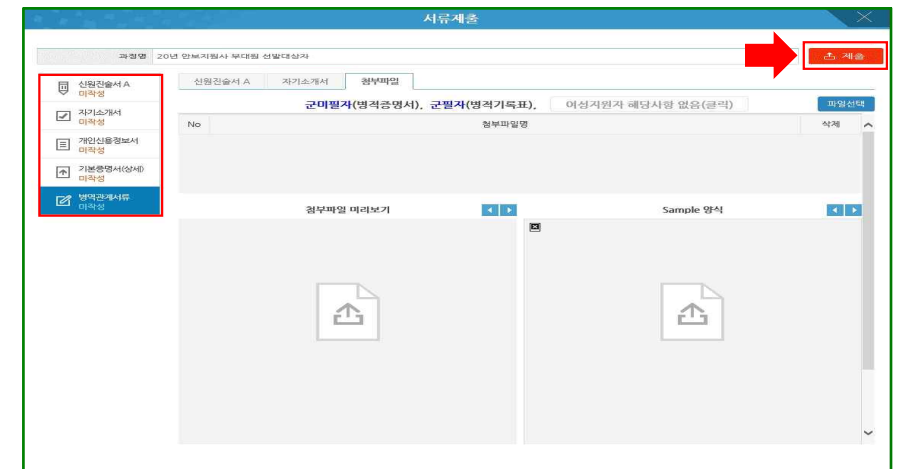 서류제출
과정명 20년 안보지원사 부대원 선발대상자
제출
신원진술서 A
미작성
자기소개서
미작성
개인신용정보서
미작성
기본증명서(상세)
미작성
병역관계서류
미작성
신원진술서 A 자기소개서 첨부파일
군미필자(병적증명서), 군필자(병적기록표), 여성지원자 해당사항 없음(클릭) 파일선택
No 첨부파일명 삭제
첨부파일 미리보기
Sample 양식